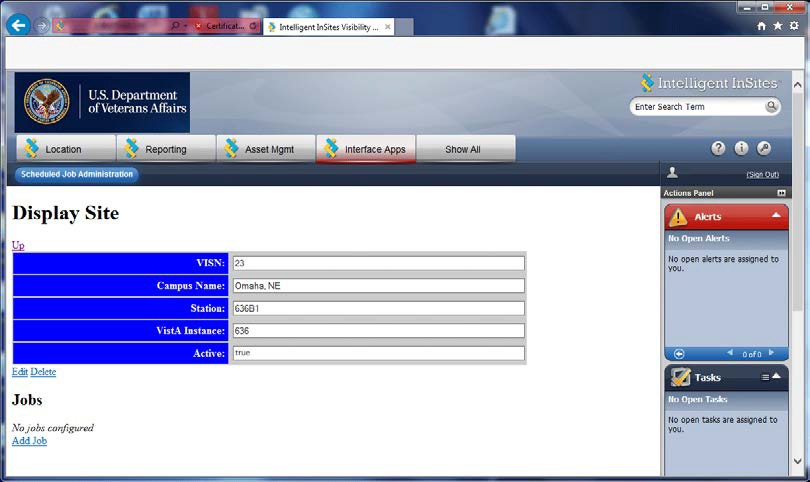 Certificat...
Intelligent InSites Visibility ...
U.S. Department
of Veterans Affairs
Intelligent InSites
Enter Search Term
Location
Reporting
Asset Mgmt
Interface Apps
Show All
Scheduled Job Administration
(Sign Out)
Display Site
Up
VISN: 23
Campus Name: Omaha, NE
Station: 636B1
VistA Instance: 636
Active: true
Edit Delete
Jobs
No jobs configured
Add Job
Actions Panel
Alerts
No Open Alerts
No open alerts are assigned to
you.
0 of 0
Tasks
No Open Tasks
No open tasks are assigned to
you.